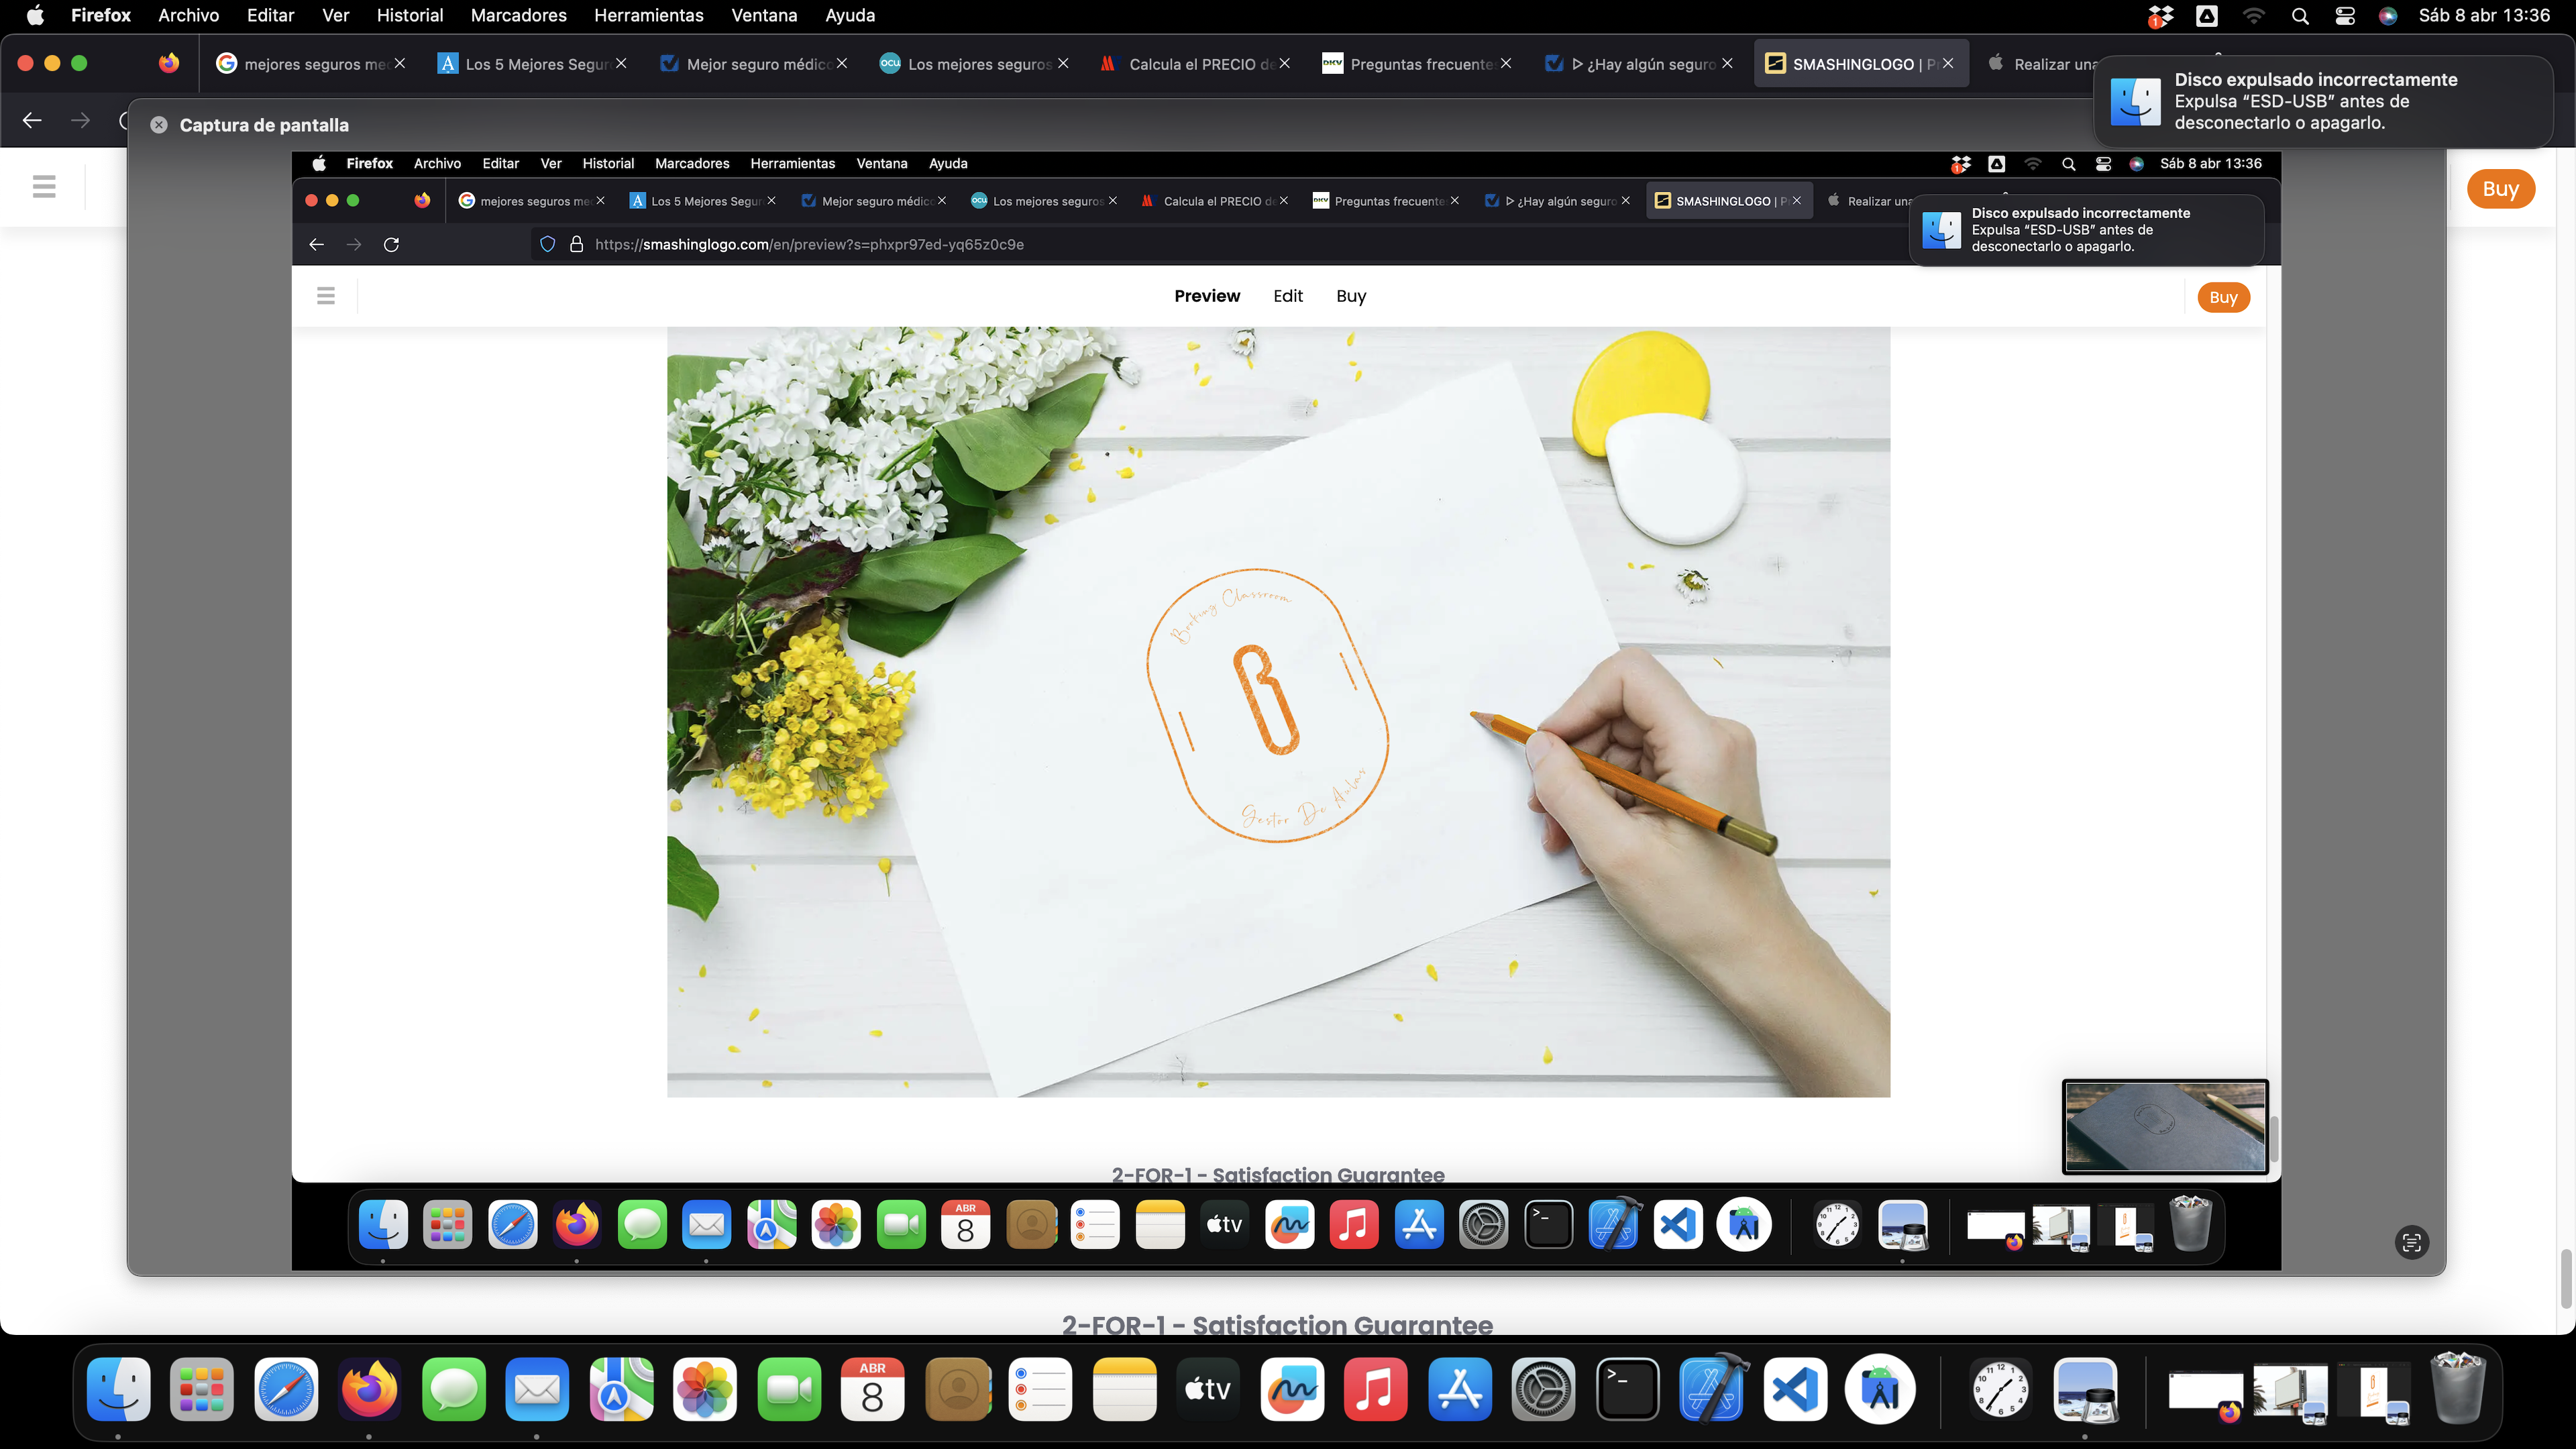 Firefox Archivo Editar Ver Historial Marcadores Herramientas Ventana Ayuda
1
Sáb 8 abr 13:36
mejores seguros me
Los 5 Mejores Segur
Mejor seguro médico
OCU Los mejores seguros
Calcula el PRECIO de
DKV Preguntas frecuente
¿Hay algún seguro
SMASHINGLOGO | P
Realizar una
Disco expulsado incorrectamente
Expulsa “ESD-USB” antes de
desconectarlo o apagarlo.
Captura de pantalla
Buy
Firefox Archivo Editar Ver Historial Marcadores Herramientas Ventana Ayuda
1
Sáb 8 abr 13:36
mejores seguros me
Los 5 Mejores Segur
Mejor seguro médico
OCU Los mejores seguros
Calcula el PRECIO de
DKV Preguntas frecuente
¿Hay algún seguro
SMASHINGLOGO | P
Realizar una
Disco expulsado incorrectamente
Expulsa “ESD-USB” antes de
desconectarlo o apagarlo.
https://smashinglogo.com/en/preview?s=phxpr97ed-yq65z0c9e
Preview Edit Buy
Buy
Booking Classroom
B
Gestor De Aulas
2-FOR-1 - Satisfaction Guarantee
ABR
8
tv
2-FOR-1 - Satisfaction Guarantee
ABR
8
tv